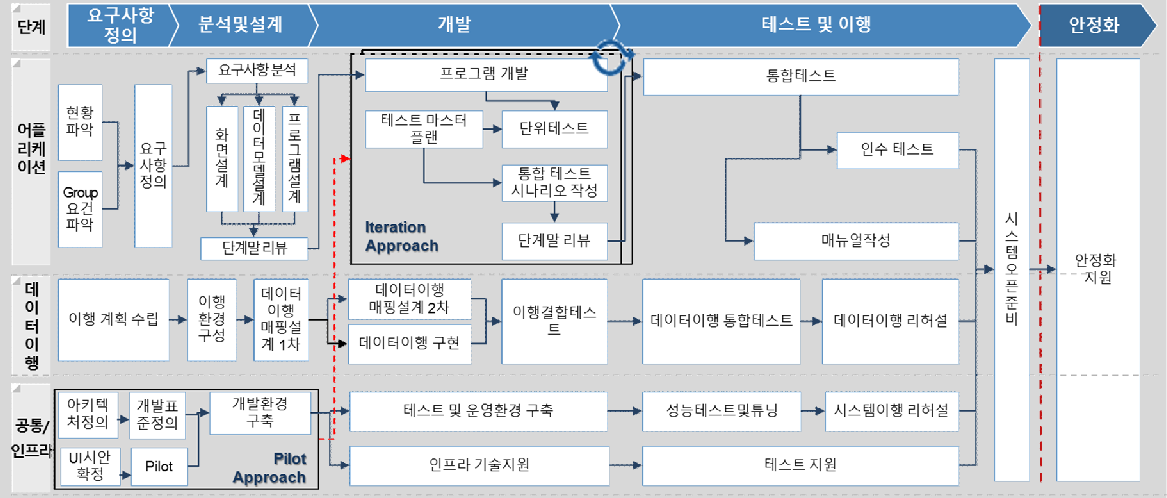 단계
요구사항
정의
분석및설계
개발
테스트 및 이행
안정화
어플
리케
이션
현황
파악
Group
요건
파악
요구
사항
정의
요구사항 분석
화면설계
데이터모델설계
프로그램설계
단계말 리뷰
프로그램 개발
테스트 마스터
플랜
단위테스트
통합 테스트
시나리오 작성
단계말 리뷰
Iteration
Approach
통합테스트
인수 테스트
매뉴얼작성
시스템오픈준비
안정화
지원
데이터이행
이행 계획 수립
이행
환경
구성
데이터
이행
매핑설
계 1차
데이터이행
매핑설계 2차
데이터이행 구현
이행결합테스
트
데이터이행 통합테스트
데이터이행 리허설
공통/
인프라
아키텍
처정의
개발표
준정의
개발환경
구축
UI시안
확정
Pilot
Pilot
Approach
테스트 및 운영환경 구축
성능테스트및튜닝
시스템이행 리허설
인프라 기술지원
테스트 지원